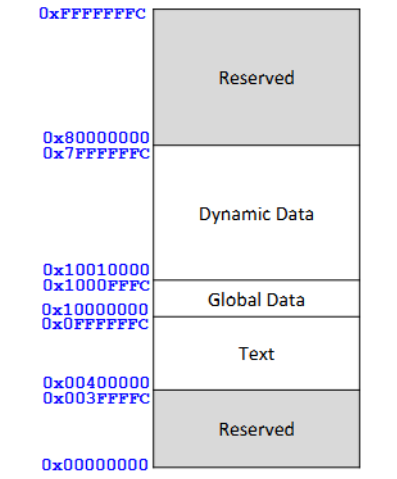 0xFFFFFFFC
Reserved
0x80000000
0x7FFFFFFC
Dynamic Data
0x10010000
0x1000FFFC
Global Data
0x10000000
0x0FFFFFFC
Text
0x00400000
0x003FFFFC
Reserved
0x00000000